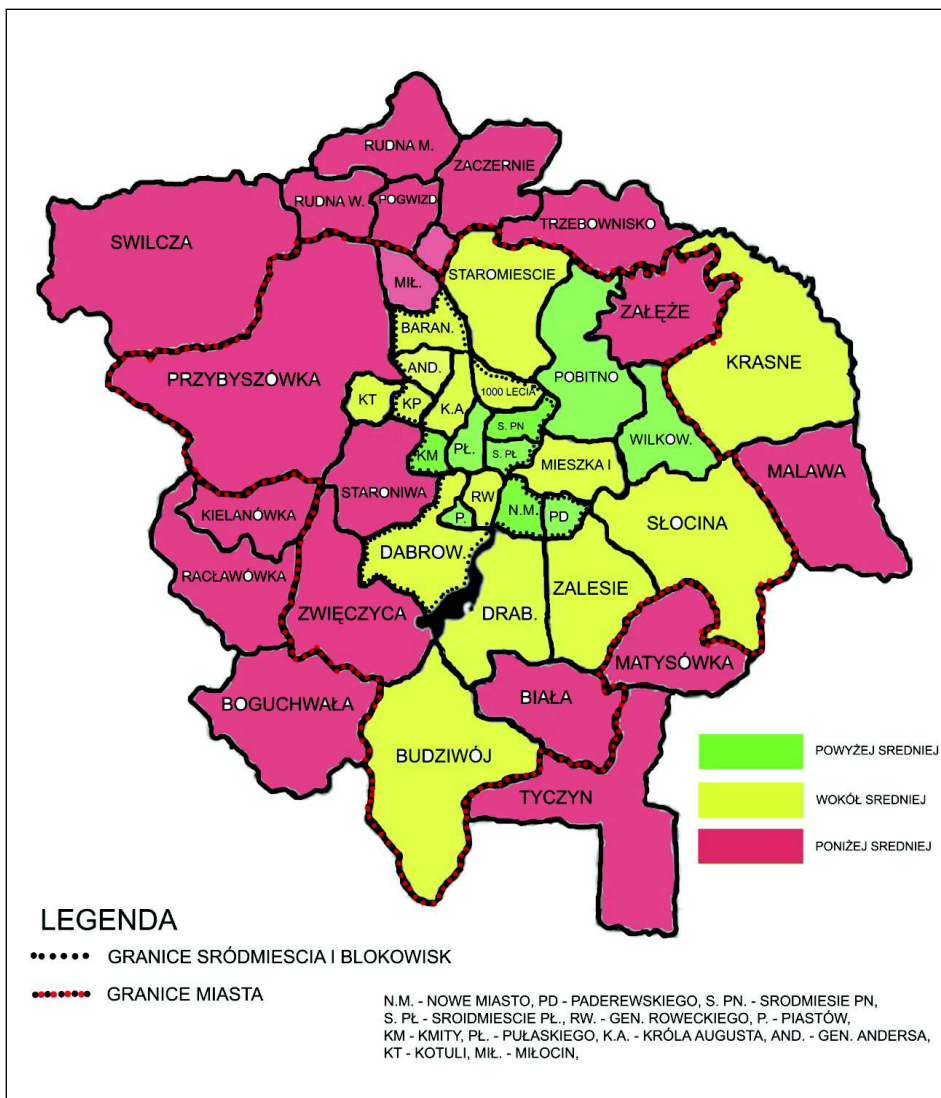 RUDNA M.
ZACZERNIE
RUDNA W.
POGWIZD
TRZEBOWNISKO
SWILCZA
STAROMIESCIE
MIŁ.
ZAŁĘŻE
BARAN.
KRASNE
PRZYBYSZÓWKA
AND.
POBITNO
1000 LECIA
KT
KP
K.A
S. PN
WILKOW.
KM
PŁ.
S. PŁ
MIESZKA I
MALAWA
STARONIWA
RW
N.M.
PD
KIELANÓWKA
P.
SŁOCINA
DABROW.
RACŁAWÓWKA
ZALESIE
ZWIĘCZYCA
DRAB.
MATYSÓWKA
BOGUCHWAŁA
BIAŁA
BUDZIWÓJ
TYCZYN
POWYŻEJ SREDNIEJ
WOKÓŁ SREDNIEJ
PONIŻEJ SREDNIEJ
LEGENDA
GRANICE SRÓDMIESCIA I BLOKOWISK
GRANICE MIASTA
N.M. - NOWE MIASTO, PD - PADEREWSKIEGO, S. PN. - SRODMIESIE PN,
S. PŁ - SROIDMIESCIE PŁ., RW. - GEN. ROWECKIEGO, P. - PIASTÓW,
KM - KMITY, PŁ. - PUŁASKIEGO, K.A. - KRÓLA AUGUSTA, AND. - GEN. ANDERSA,
KT - KOTULI, MIŁ. - MIŁOCIN,